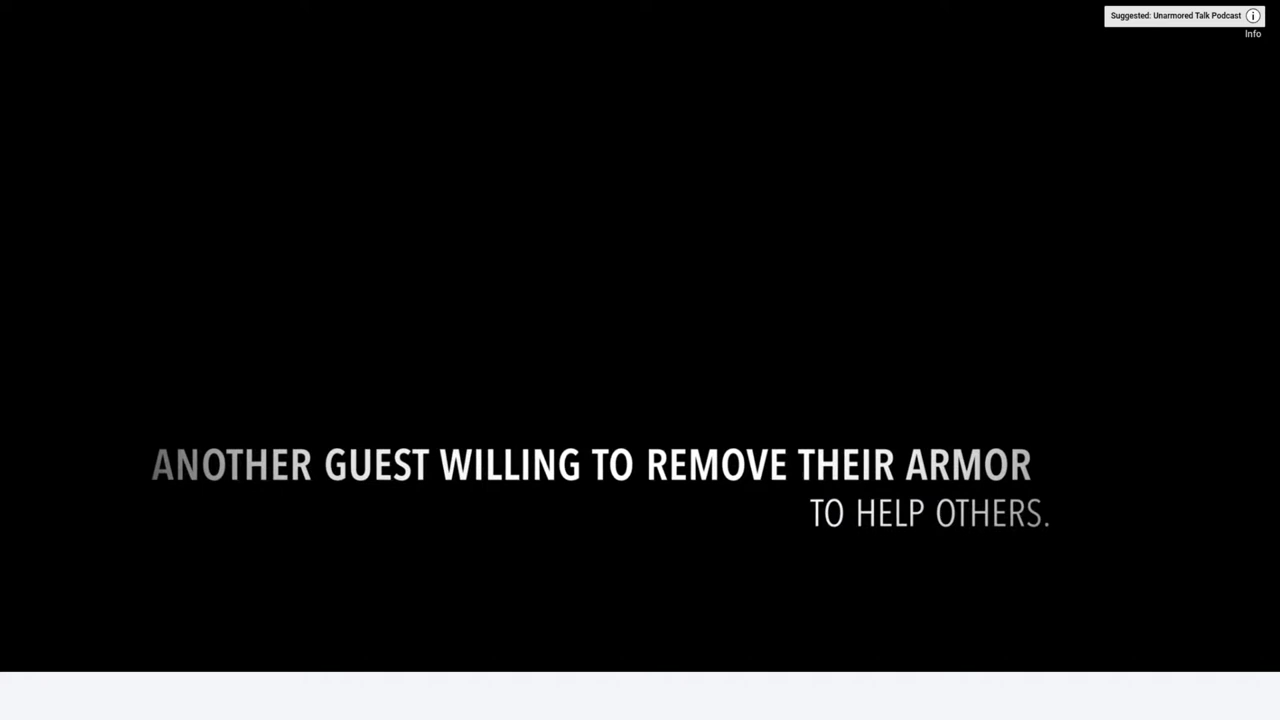 Suggested: Unarmored Talk Podcast
Info
ANOTHER GUEST WILLING TO REMOVE THEIR ARMOR
TO HELP OTHERS.